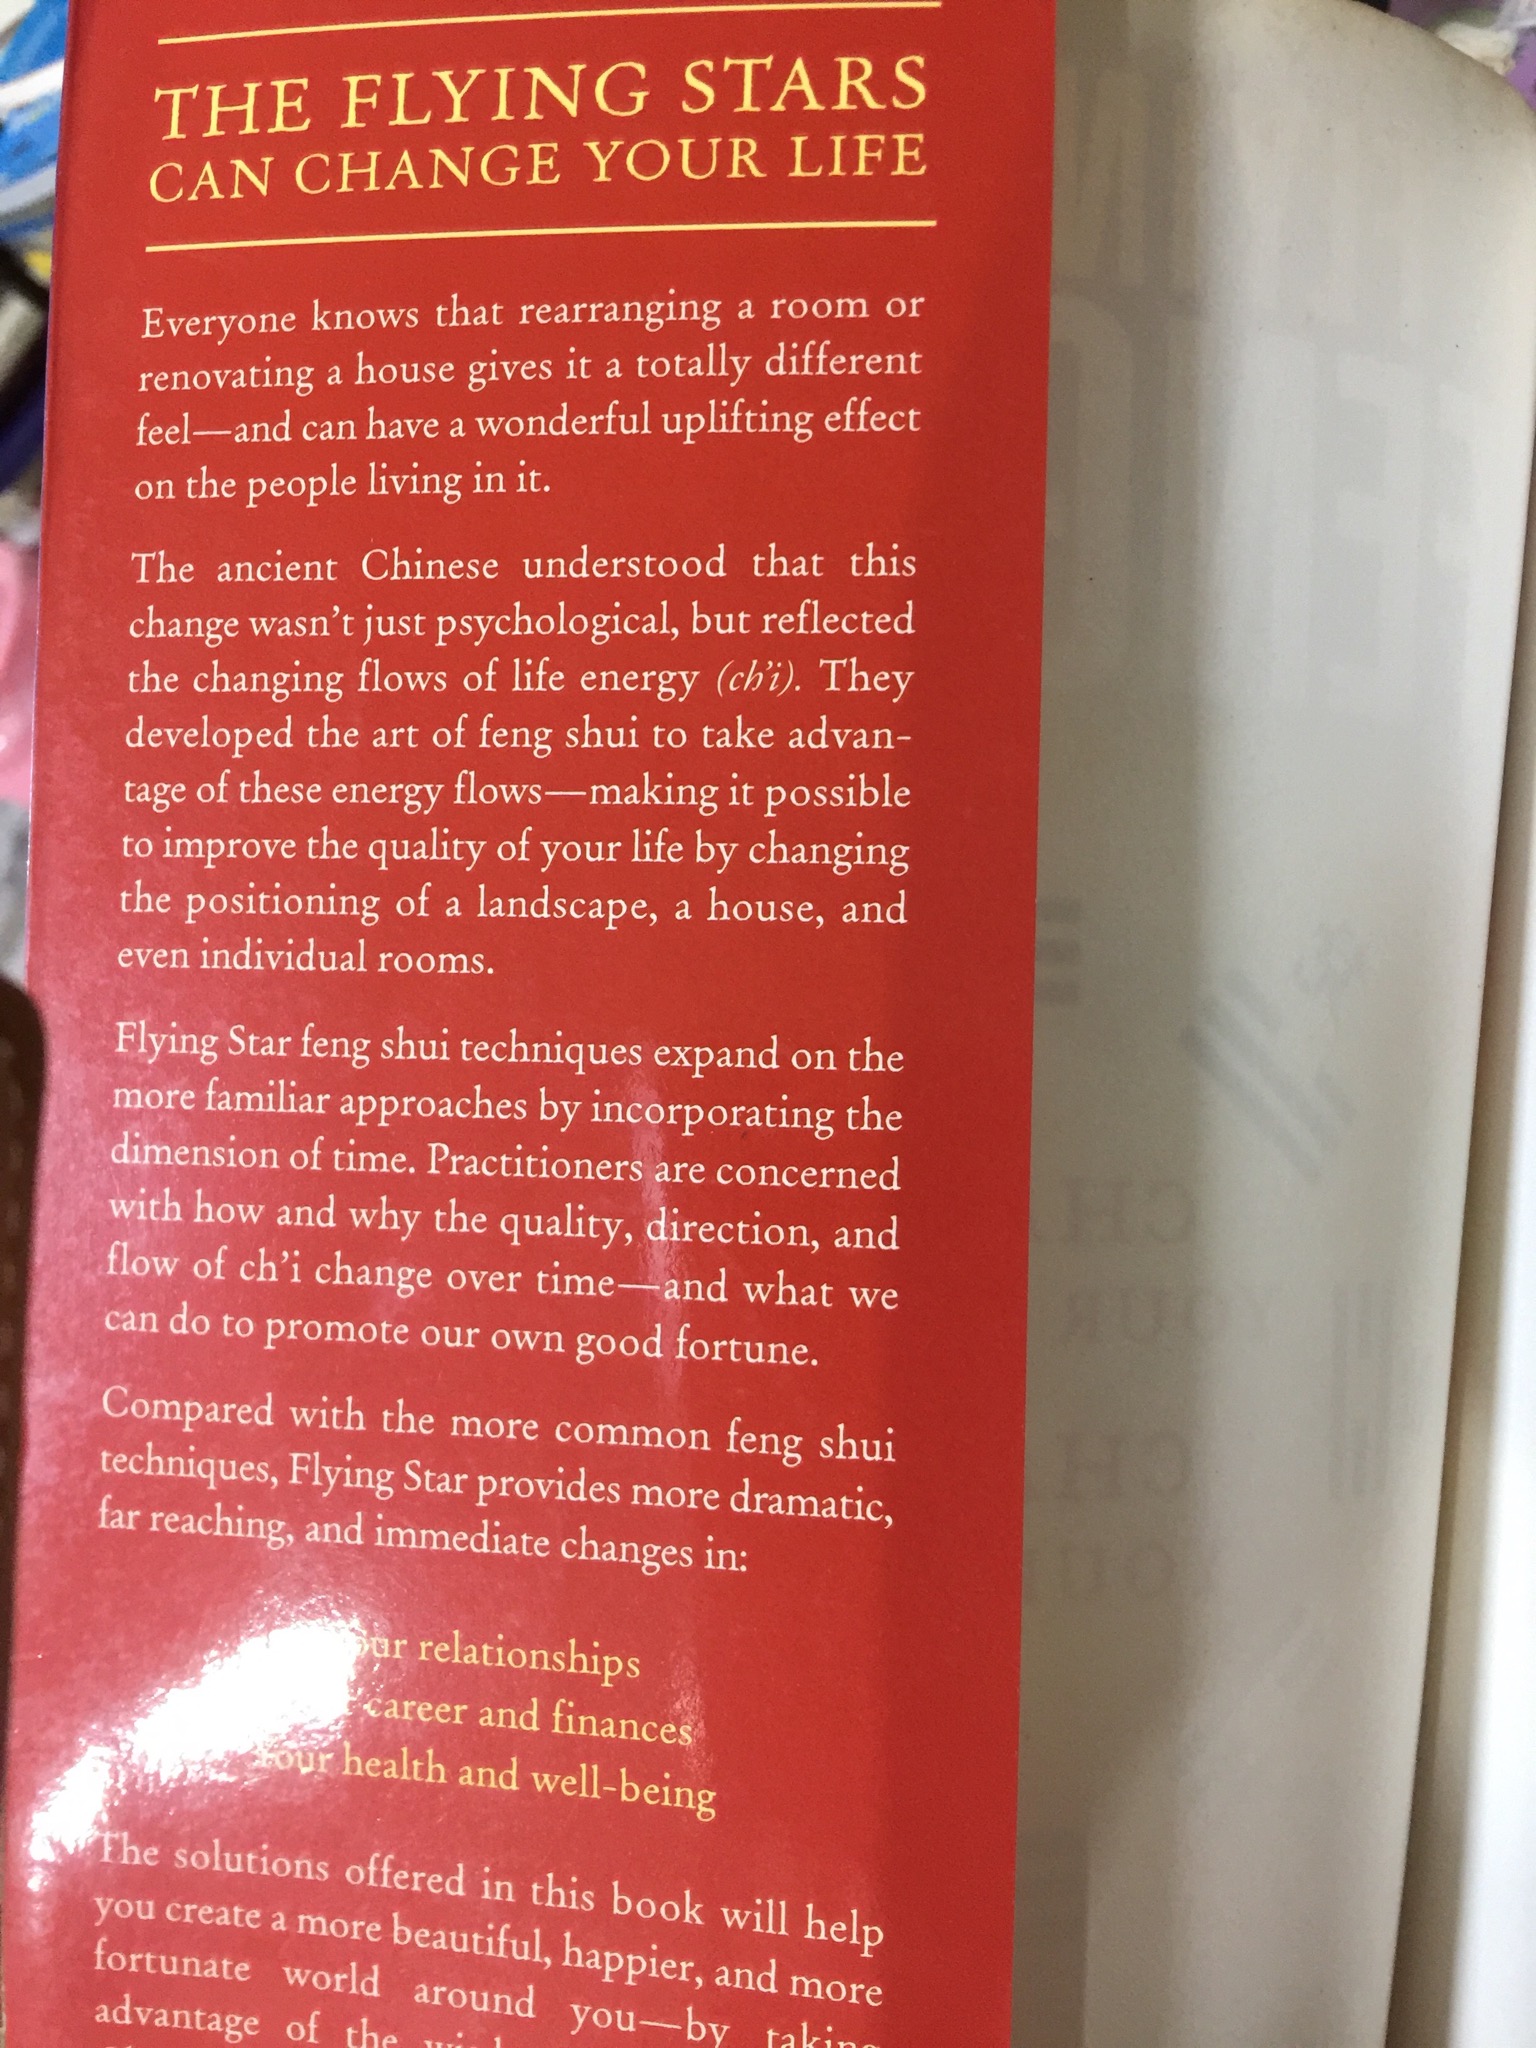 THE FLYING STARS
CAN CHANGE YOUR LIFE
Everyone knows that rearranging a room or
renovating a house gives it a totally different
feel—and can have a wonderful uplifting effect
on the people living in it.
The ancient Chinese understood that this
change wasn't just psychological, but reflected
the changing flows of life energy (ch'i). They
developed the art of feng shui to take advan-
tage of these energy flows—making it possible
to improve the quality of your life by changing
the positioning of a landscape, a house, and
even individual rooms.
Flying Star feng shui techniques expand on the
more familiar approaches by incorporating the
dimension of time. Practitioners are concerned
with how and why the quality, direction, and
flow of ch'i change over time—and what we
can do to promote our own good fortune.
Compared with the more common feng shui
techniques, Flying Star provides more dramatic,
far reaching, and immediate changes in:
relationships
career and finances
Your health and well-being
The solutions offered in this book will help
you create a more beautiful, happier, and more
fortunate world around you—by taking
advantage of the